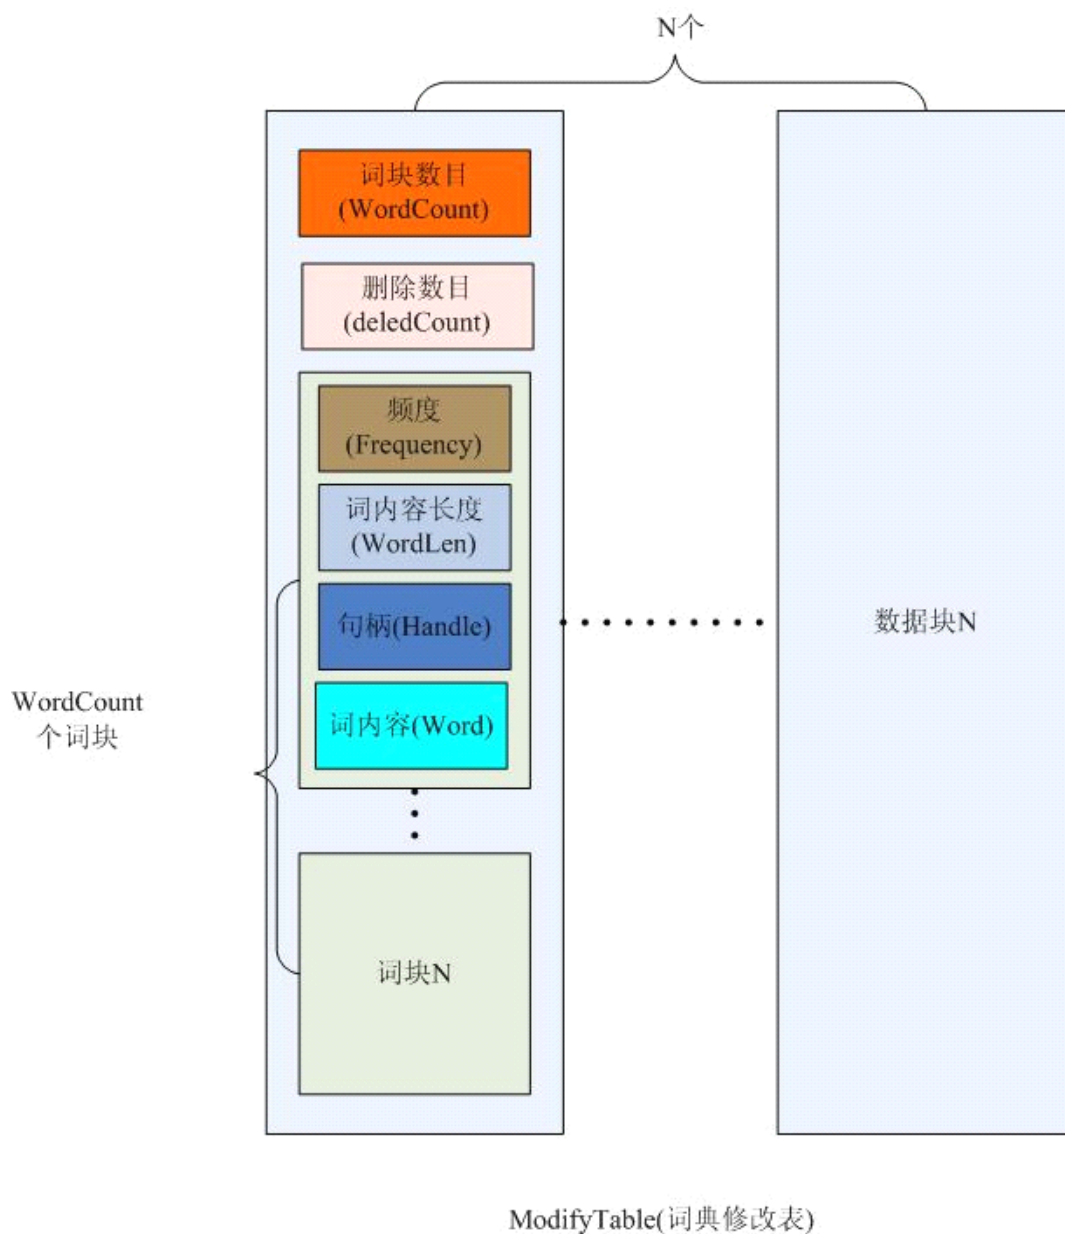 N个
词块数目
(WordCount)
删除数目
(deledCount)
频度
(Frequency)
词内容长度
(WordLen)
句柄(Handle)
词内容(Word)
WordCount
个词块
词块N
数据块N
ModifyTable(词典修改表)